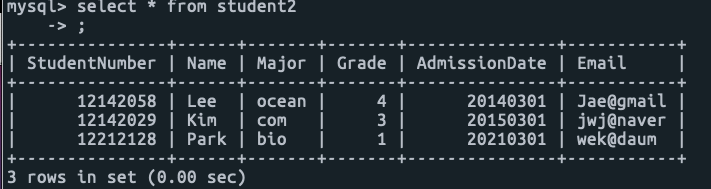 mysql> select * from student2
    -> ;
+---------------+------+-------+-------+---------------+-----------+
| StudentNumber | Name | Major | Grade | AdmissionDate | Email     |
+---------------+------+-------+-------+---------------+-----------+
|      12142058 | Lee  | ocean |     4 |      20140301 | Jae@gmail |
|      12142029 | Kim  | com   |     3 |      20150301 | jwj@naver |
|      12212128 | Park | bio   |     1 |      20210301 | wek@daum  |
+---------------+------+-------+-------+---------------+-----------+
3 rows in set (0.00 sec)